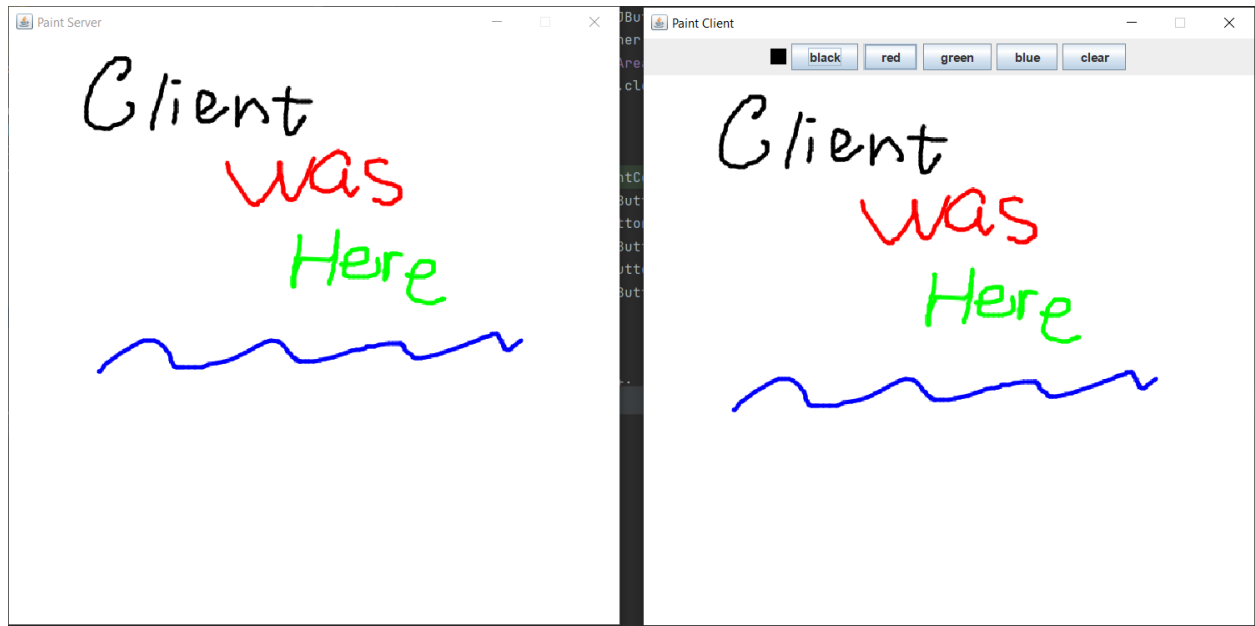 Paint Server
Client
was
Here
Paint Client
black red green blue clear
Client
was
Here